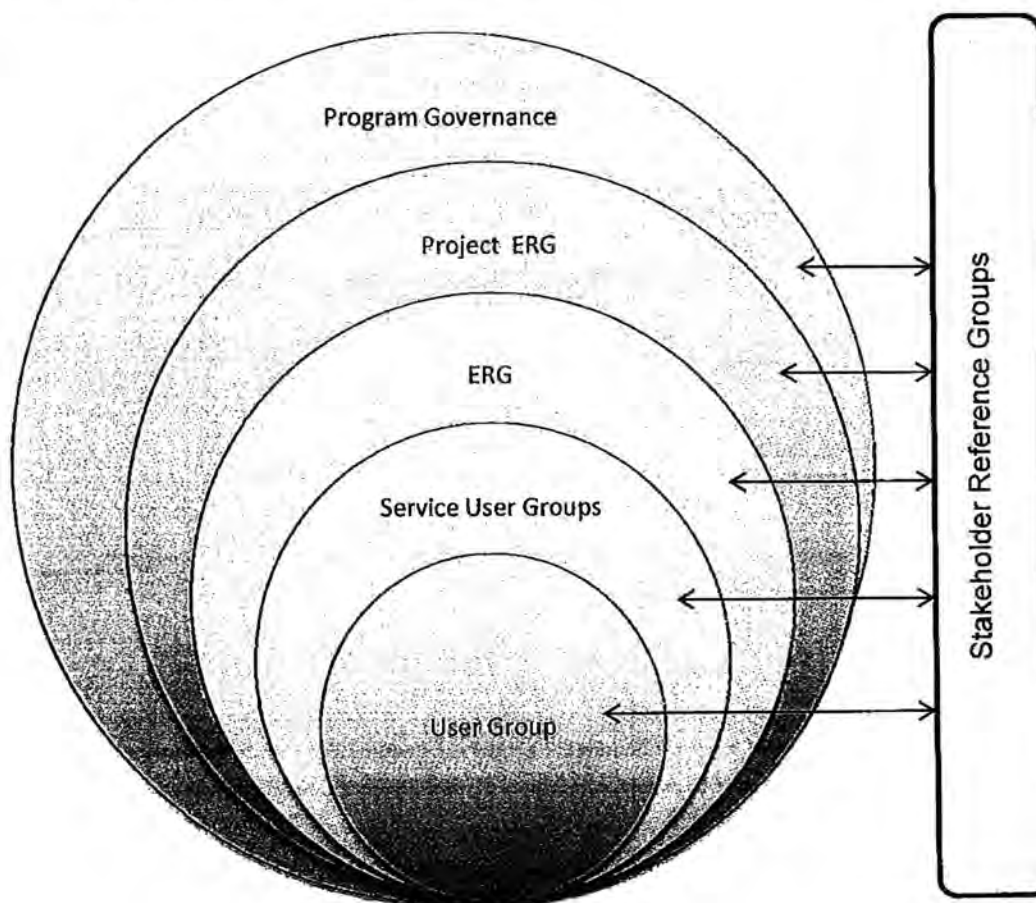 Program Governance
Project ERG
ERG
Service User Groups
User Group
Stakeholder Reference Groups